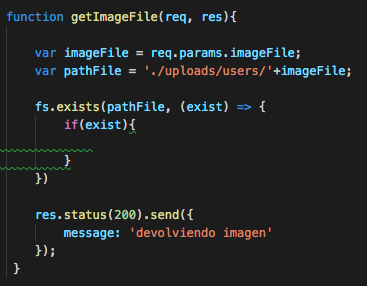 function getImageFile(req, res){
var imageFile = req.params.imageFile;
var pathFile = './uploads/users/'+imageFile;
fs.exists(pathFile, (exist) => {
if(exist){
}
})
res.status(200).send({
message: 'devolviendo imagen'
});
}